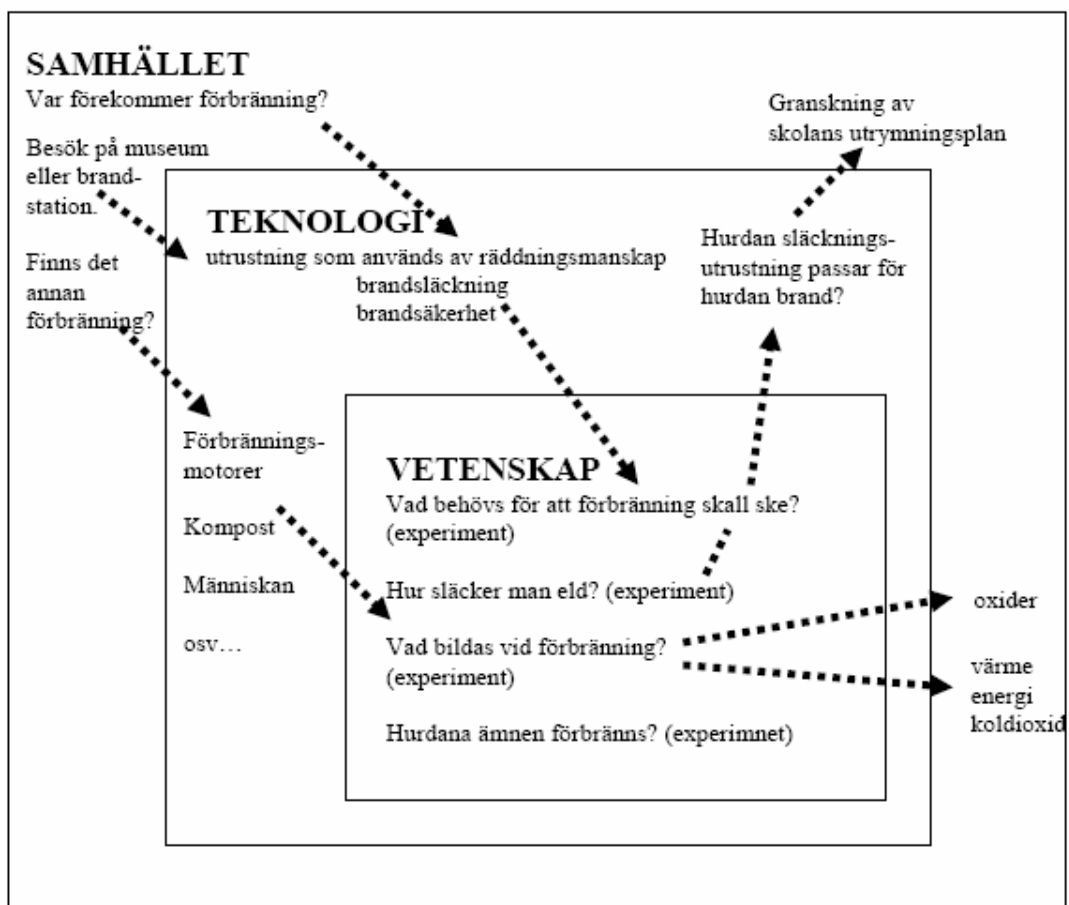 SAMHÄLLET
Var förekommer förbränning?
Besök på museum
eller brand-
station.
Finns det
annan
förbränning?
Granskning av
skolans utrymningsplan
TEKNOLOGI
utrustning som används av räddningsmanskap
brandsläckning
brandsäkerhet
Hurdan släcknings-
utrustning passar för
hurdan brand?
Förbrännings-
motorer
Kompost
Människan
osv…
VETENSKAP
Vad behövs för att förbränning skall ske?
(experiment)
Hur släcker man eld? (experiment)
Vad bildas vid förbränning?
(experiment)
Hurdana ämnen förbränns? (experimnet)
oxider
värme
energi
koldioxid